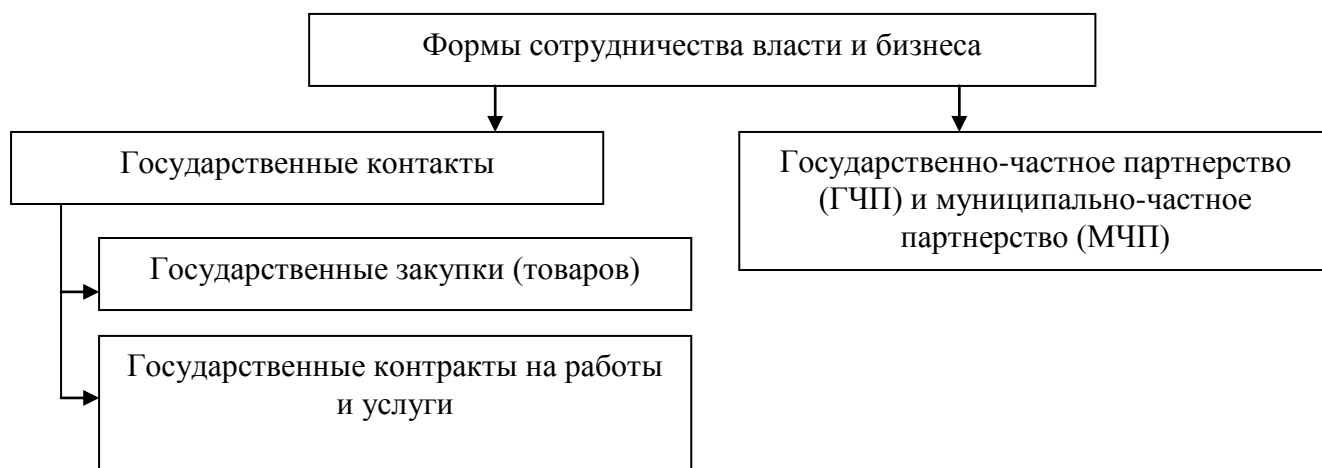 Формы сотрудничества власти и бизнеса
Государственные контакты
Государственно-частное партнерство
(ГЧП) и муниципально-частное
партнерство (МЧП)
Государственные закупки (товаров)
Государственные контракты на работы
и услуги